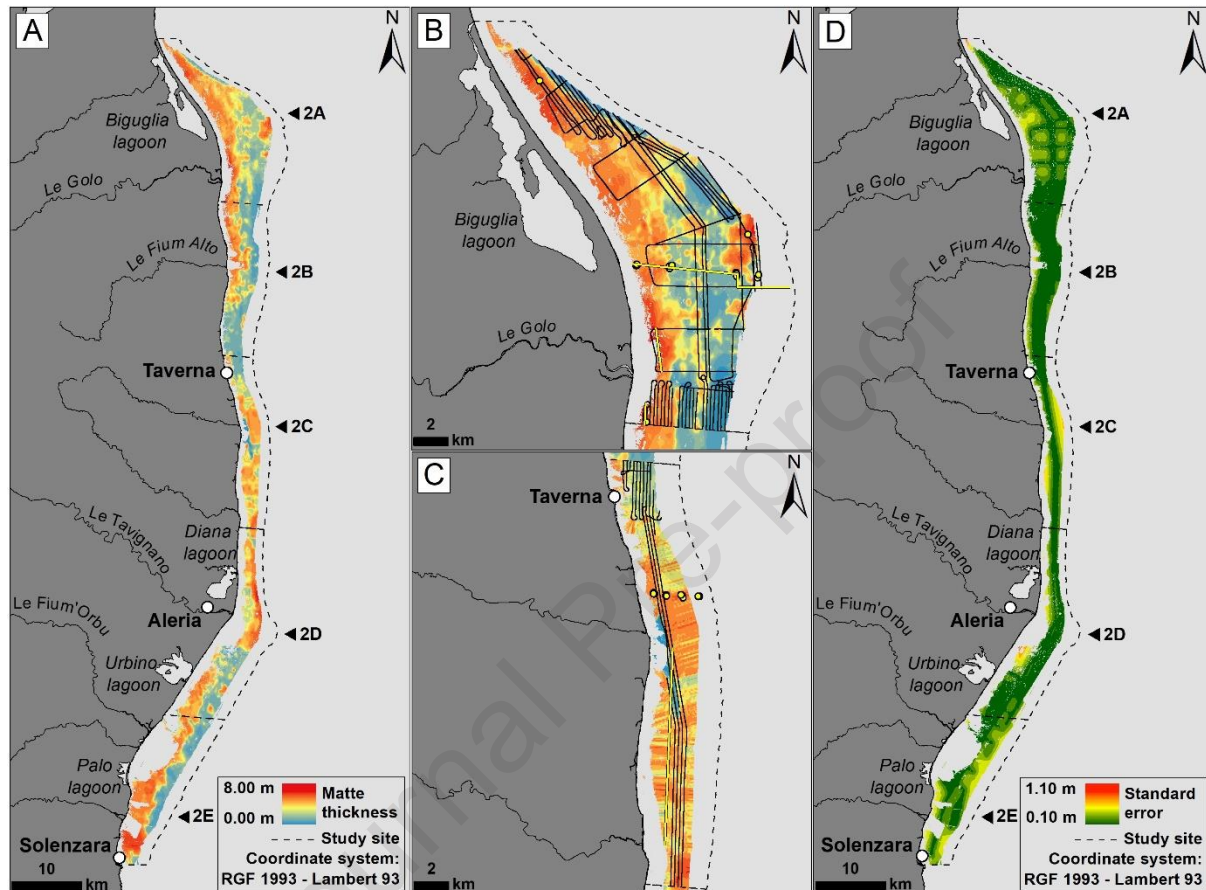 A
N
Biguglia
lagoon
2A
Le Golo
Le Fium Alto
2B
Taverna
2C
Le Tavignano
Diana
lagoon
Aleria
Le Fium'Orbu
2D
Urbino
lagoon
Palo
lagoon
2E
Solenzara
10
km
8.00 m
0.00 m
Matte
thickness
Study site
Coordinate system:
RGF 1993 - Lambert 93
B
N
Biguglia
lagoon
Le Golo
2
km
C
N
Taverna
2
km
D
N
Biguglia
lagoon
2A
Le Golo
Le Fium Alto
2B
Taverna
2C
Le Tavignano
Diana
lagoon
Aleria
Le Fium'Orbu
2D
Urbino
lagoon
Palo
lagoon
2E
Solenzara
10
km
1.10 m
0.10 m
Standard
error
Study site
Coordinate system:
RGF 1993 - Lambert 93
Journal Pre-proof